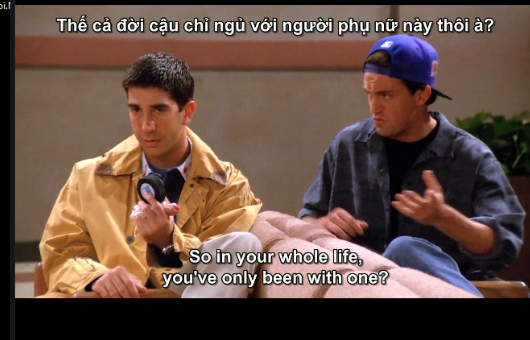 Thế cả đời cậu chỉ ngủ với người phụ nữ này thôi à?
So in your whole life,
you've only been with one?